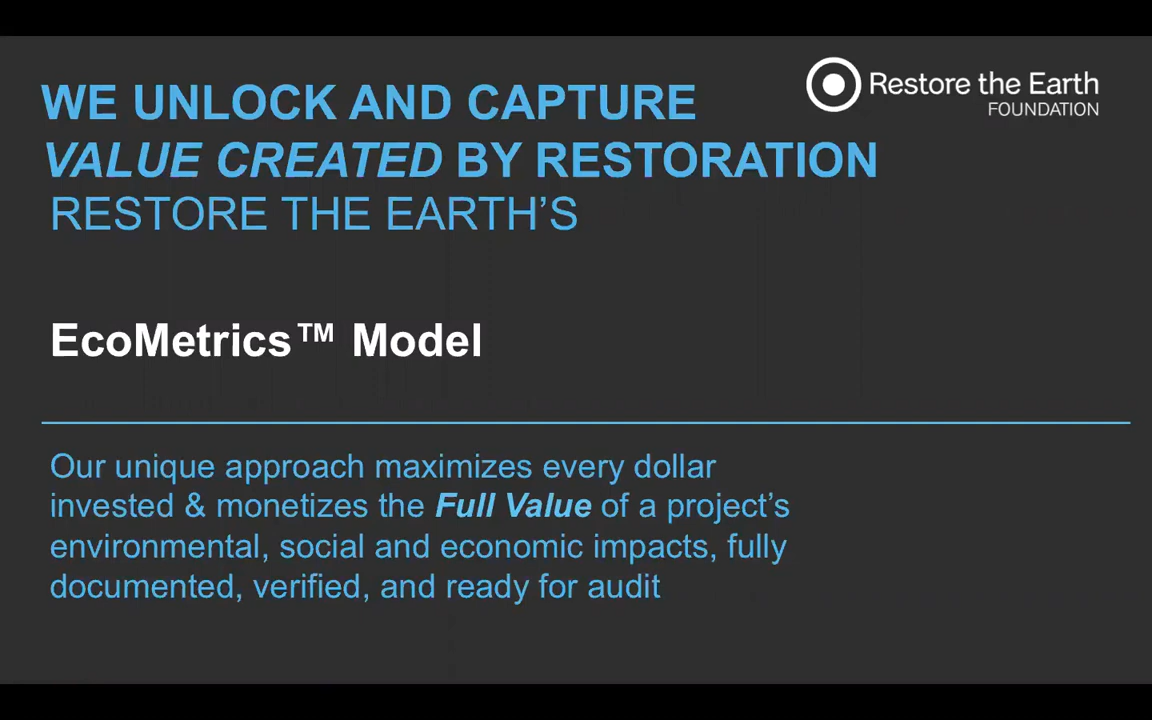 WE UNLOCK AND CAPTURE
VALUE CREATED BY RESTORATION
RESTORE THE EARTH’S
Restore the Earth
FOUNDATION
EcoMetrics™ Model
Our unique approach maximizes every dollar
invested & monetizes the Full Value of a project’s
environmental, social and economic impacts, fully
documented, verified, and ready for audit